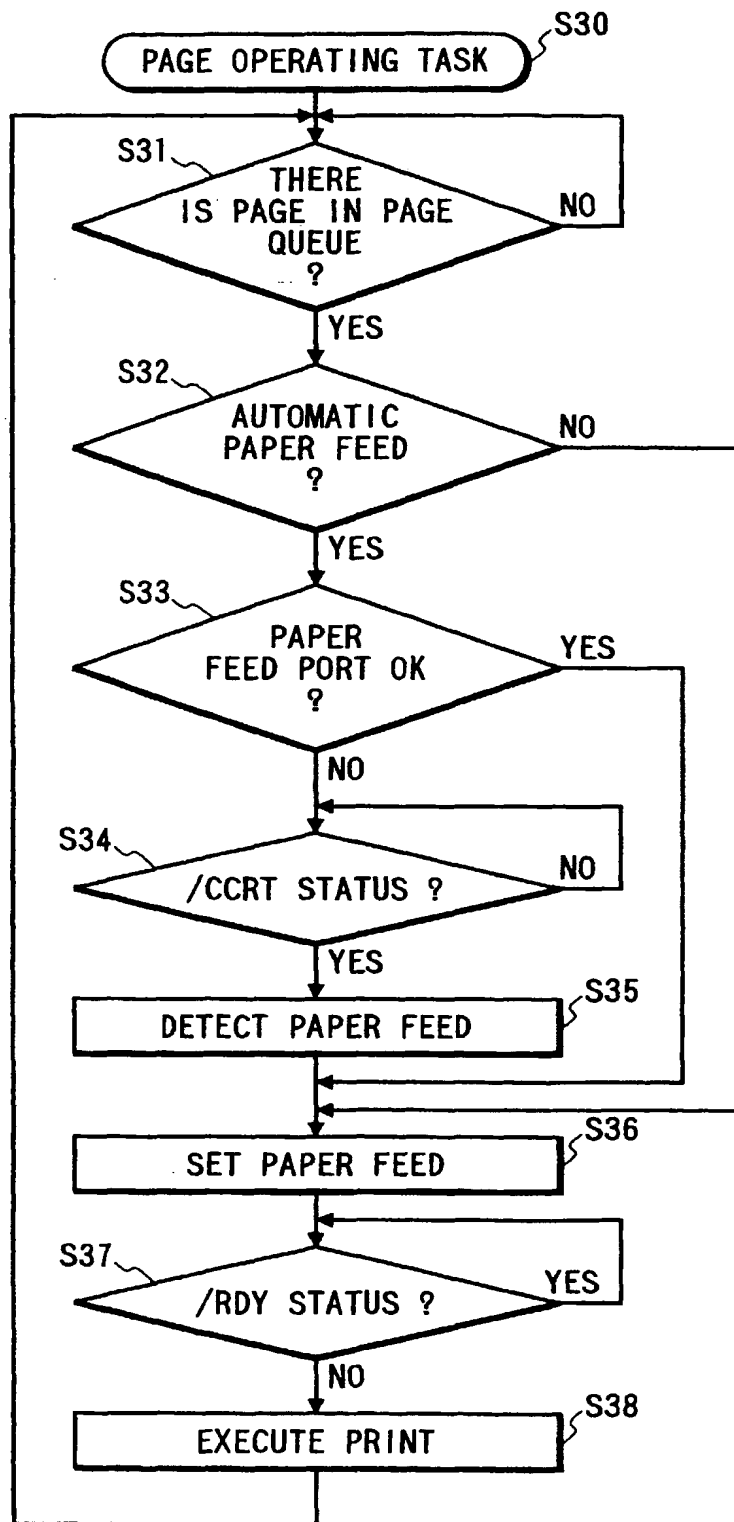 S30
PAGE OPERATING TASK
S31
THERE
IS PAGE IN PAGE
QUEUE
?
NO
YES
S32
AUTOMATIC
PAPER FEED
?
NO
YES
S33
PAPER
FEED PORT OK
?
YES
NO
S34
/CCRT STATUS ?
NO
YES
S35
DETECT PAPER FEED
S36
SET PAPER FEED
S37
/RDY STATUS ?
YES
NO
S38
EXECUTE PRINT